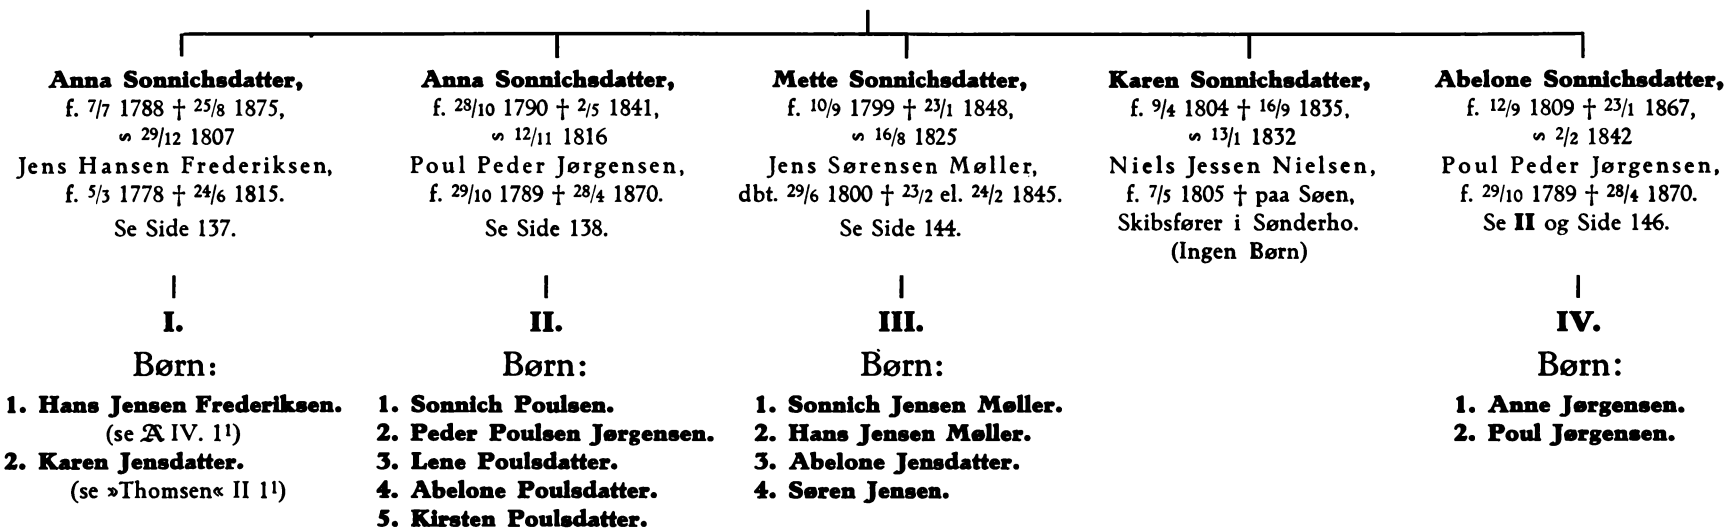 Anna Sonnichsdatter,
f. 7/7 1788 † 25/8 1875,
∽ 29/12 1807
Jens Hansen Frederiksen,
f. 5/3 1778 † 24/6 1815.
Se Side 137.
I.
Børn:
1. Hans Jensen Frederiksen.
(se A IV. 1¹)
2. Karen Jensdatter.
(se »Thomsen« II 1¹)
Anna Sonnichsdatter,
f. 28/10 1790 † 2/5 1841,
∽ 12/11 1816
Poul Peder Jørgensen,
f. 29/10 1789 † 28/4 1870.
Se Side 138.
II.
Børn:
1. Sonnich Poulsen.
2. Peder Poulsen Jørgensen.
3. Lene Poulsdatter.
4. Abelone Poulsdatter.
5. Kirsten Poulsdatter.
Mette Sonnichsdatter,
f. 10/9 1799 † 23/1 1848,
∽ 16/8 1825
Jens Sørensen Møller,
dbt. 29/6 1800 † 23/2 el. 24/2 1845.
Se Side 144.
III.
Børn:
1. Sonnich Jensen Møller.
2. Hans Jensen Møller.
3. Abelone Jensdatter.
4. Søren Jensen.
Karen Sonnichsdatter,
f. 9/4 1804 † 16/9 1835,
∽ 13/1 1832
Niels Jessen Nielsen,
f. 7/5 1805 † paa Søen,
Skibsfører i Sønderho.
(Ingen Børn)
Abelone Sonnichsdatter,
f. 12/9 1809 † 23/1 1867,
∽ 2/2 1842
Poul Peder Jørgensen,
f. 29/10 1789 † 28/4 1870.
Se II og Side 146.
IV.
Børn:
1. Anne Jørgensen.
2. Poul Jørgensen.